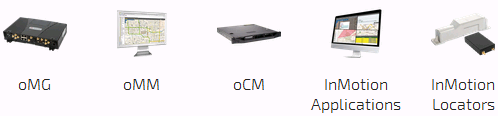 oMG
oMM
oCM
InMotion
Applications
InMotion
Locators